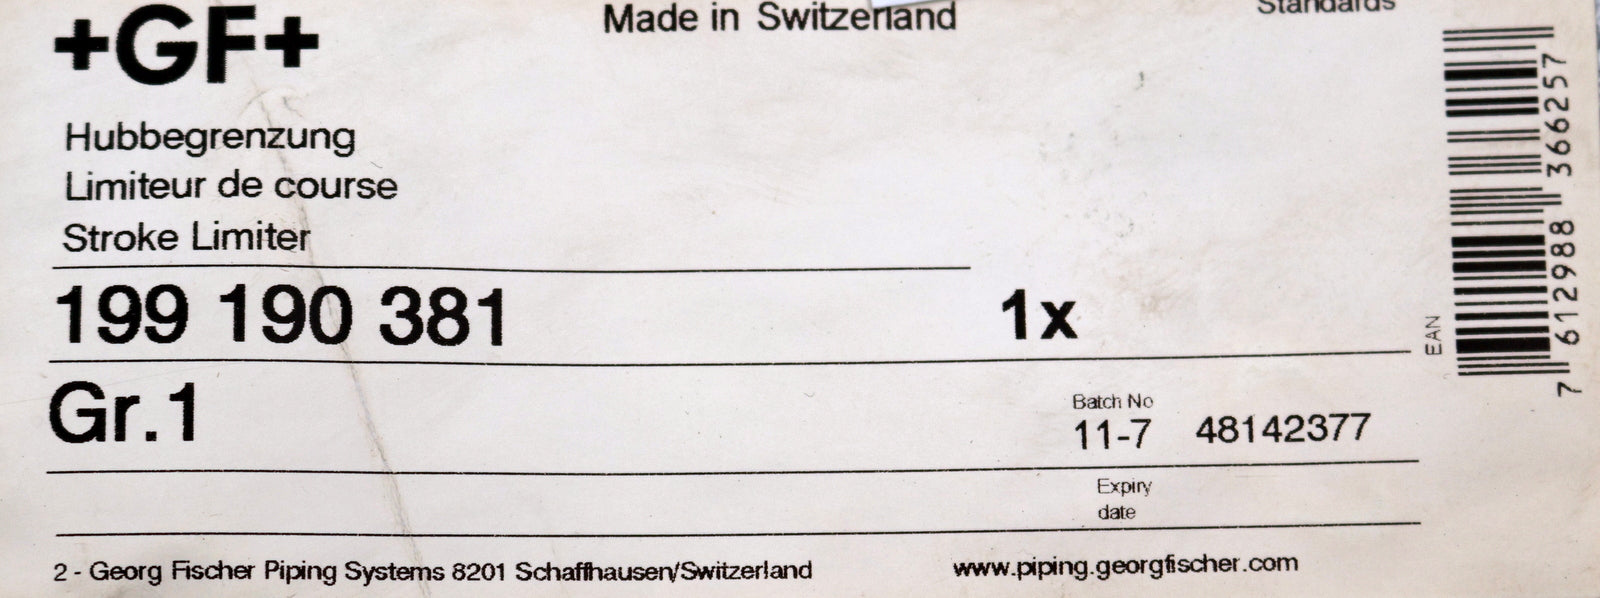 +GF+
Made in Switzerland
Standards
Hubbegrenzung
Limiteur de course
Stroke Limiter
199 190 381
1x
Gr.1
Batch No
11-7 48142377
Expiry
date
2 - Georg Fischer Piping Systems 8201 Schaffhausen/Switzerland
www.piping.georgfischer.com
EAN
7 612988 366257